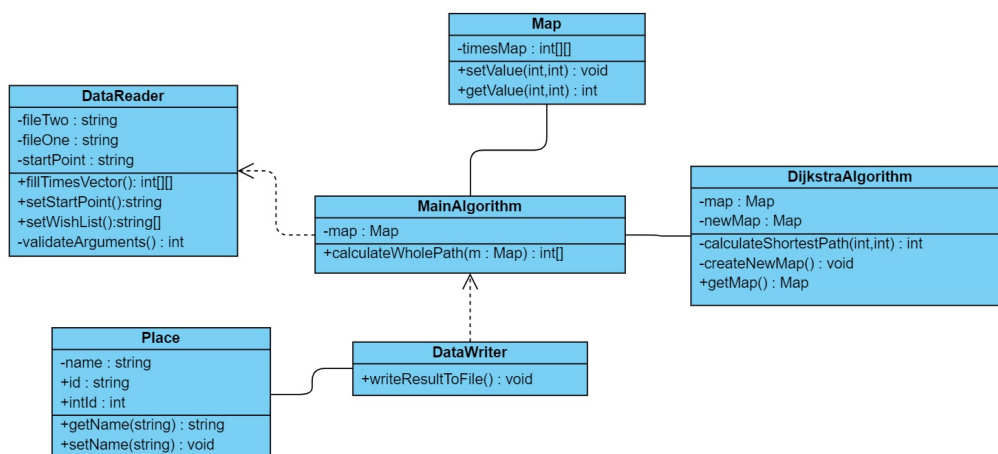 Map
-timesMap : int[][]
+setValue(int,int) : void
+getValue(int,int) : int
DataReader
-fileTwo : string
-fileOne : string
-startPoint : string
+fillTimesVector(): int[][]
+setStartPoint():string
+setWishList():string[]
-validateArguments() : int
MainAlgorithm
-map : Map
+calculateWholePath(m : Map) : int[]
DijkstraAlgorithm
-map : Map
-newMap : Map
-calculateShortestPath(int,int) : int
-createNewMap() : void
+getMap() : Map
Place
-name : string
+id : string
+intId : int
+getName(string) : string
+setName(string) : void
DataWriter
+writeResultToFile() : void